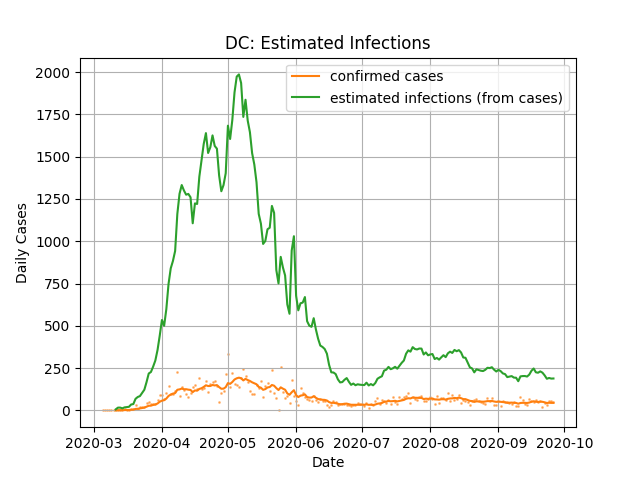 DC: Estimated Infections
confirmed cases
estimated infections (from cases)
Daily Cases
2000
1750
1500
1250
1000
750
500
250
0
2020-03 2020-04 2020-05 2020-06 2020-07 2020-08 2020-09 2020-10
Date